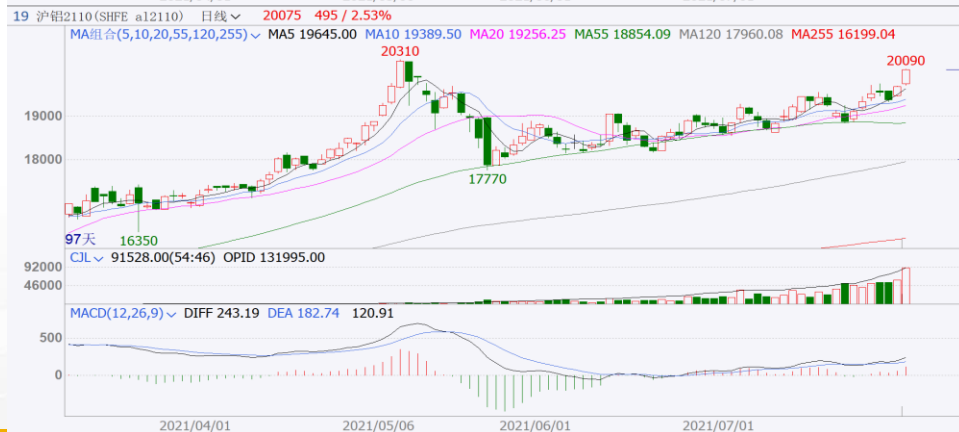 19 沪铝2110(SHFE al2110) 日线 20075 495 / 2.53%
MA组合(5,10,20,55,120,255) MA5 19645.00 MA10 19389.50 MA20 19256.25 MA55 18854.09 MA120 17960.08 MA255 16199.04
20310
20090
19000
18000
17770
97天
16350
CJL 91528.00(54:46) OPID 131995.00
92000
46000
MACD(12,26,9) DIFF 243.19 DEA 182.74 120.91
500
0
2021/04/01 2021/05/06 2021/06/01 2021/07/01